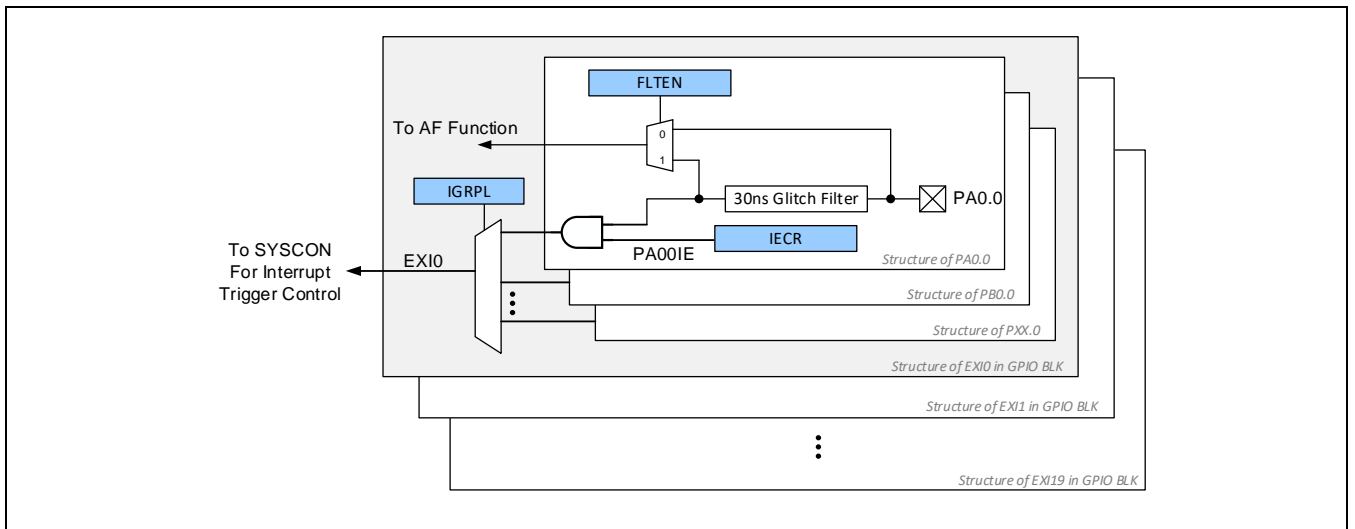 FLTEN
To AF Function
0
1
IGRPL
30ns Glitch Filter
PA0.0
To SYSCON
For Interrupt
Trigger Control
EXI0
PA00IE
IECR
Structure of PA0.0
Structure of PB0.0
Structure of PXX.0
Structure of EXI0 in GPIO BLK
Structure of EXI1 in GPIO BLK
Structure of EXI19 in GPIO BLK